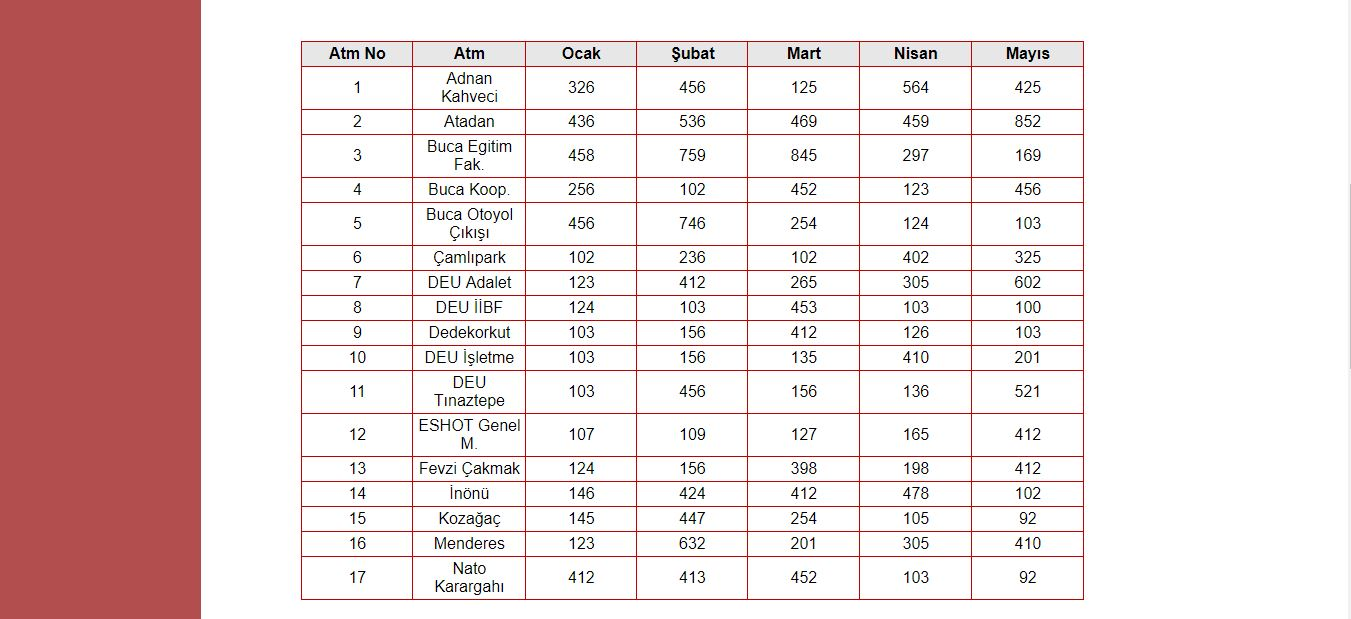 Atm No Atm Ocak Şubat Mart Nisan Mayıs
1 Adnan Kahveci 326 456 125 564 425
2 Atadan 436 536 469 459 852
3 Buca Egitim Fak. 458 759 845 297 169
4 Buca Koop. 256 102 452 123 456
5 Buca Otoyol Çıkışı 456 746 254 124 103
6 Çamlıpark 102 236 102 402 325
7 DEU Adalet 123 412 265 305 602
8 DEU İİBF 124 103 453 103 100
9 Dedekorkut 103 156 412 126 103
10 DEU İşletme 103 156 135 410 201
11 DEU Tınaztepe 103 456 156 136 521
12 ESHOT Genel M. 107 109 127 165 412
13 Fevzi Çakmak 124 156 398 198 412
14 İnönü 146 424 412 478 102
15 Kozağaç 145 447 254 105 92
16 Menderes 123 632 201 305 410
17 Nato Karargahı 412 413 452 103 92